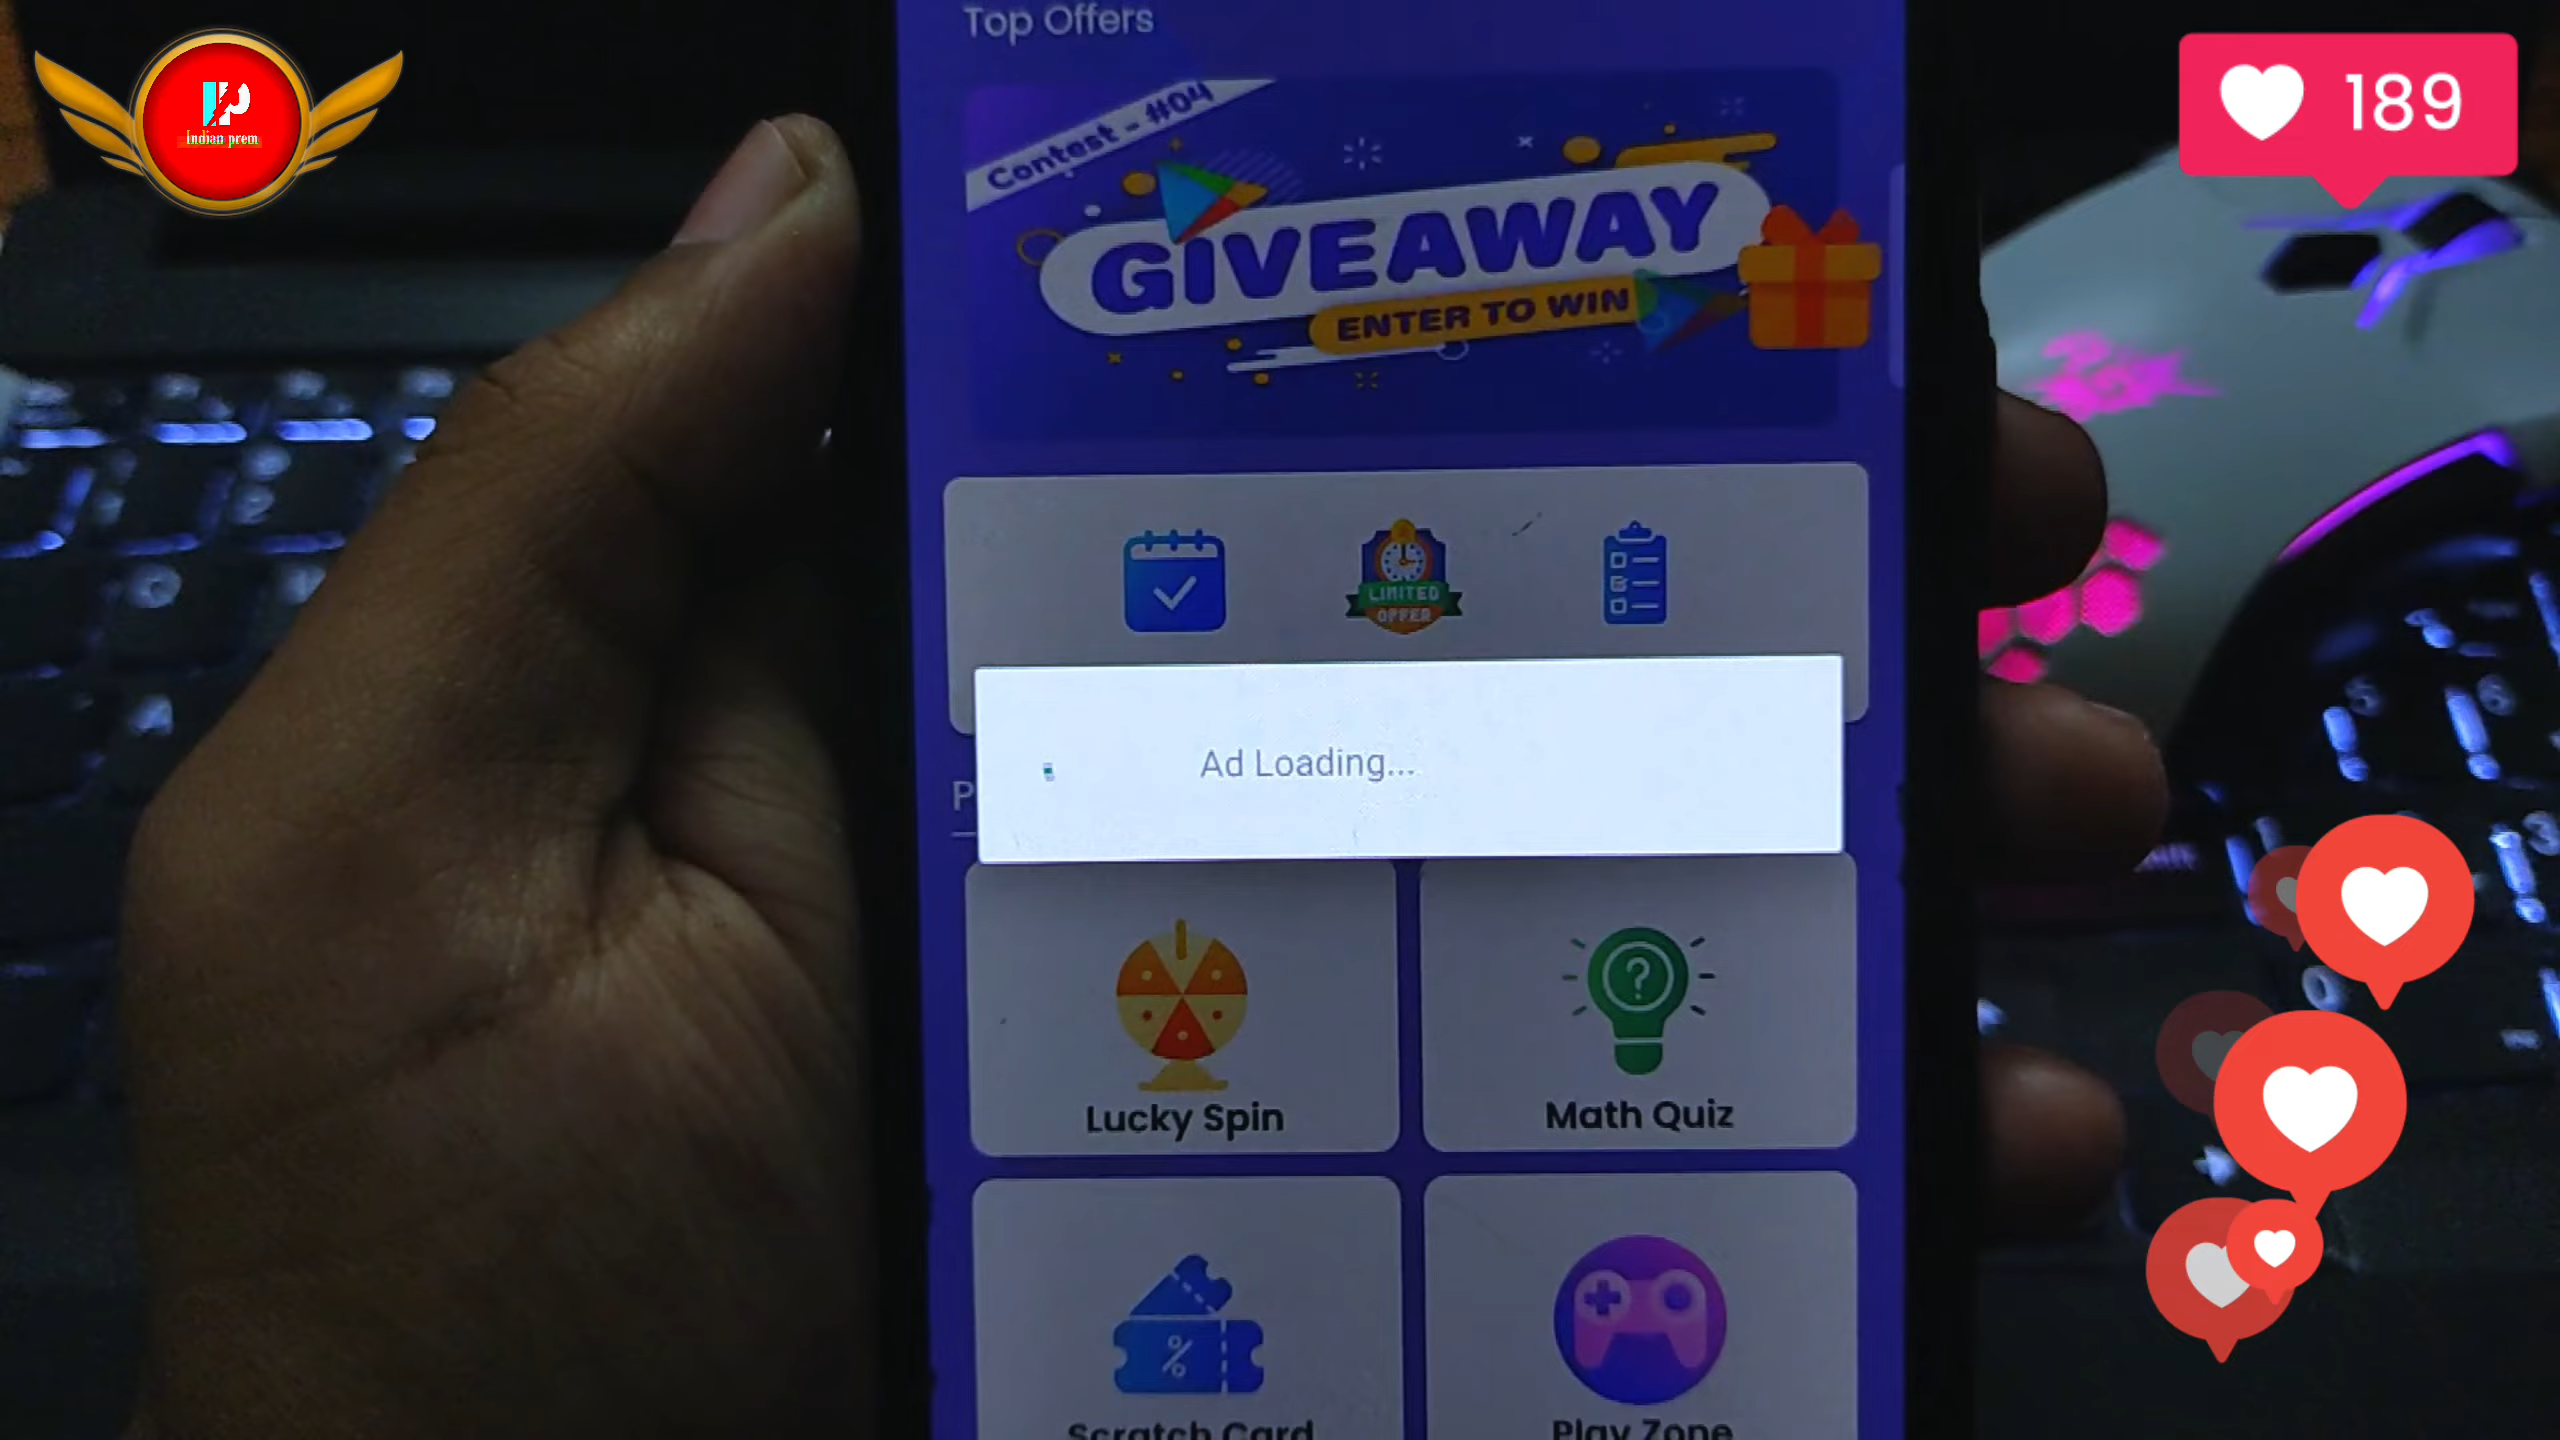 Top Offers
IP
Indian prem
189
Contest - #04
GIVEAWAY
ENTER TO WIN
LIMITED
OFFER
Ad Loading...
P
Lucky Spin
Math Quiz
Scratch Card
Play Zone